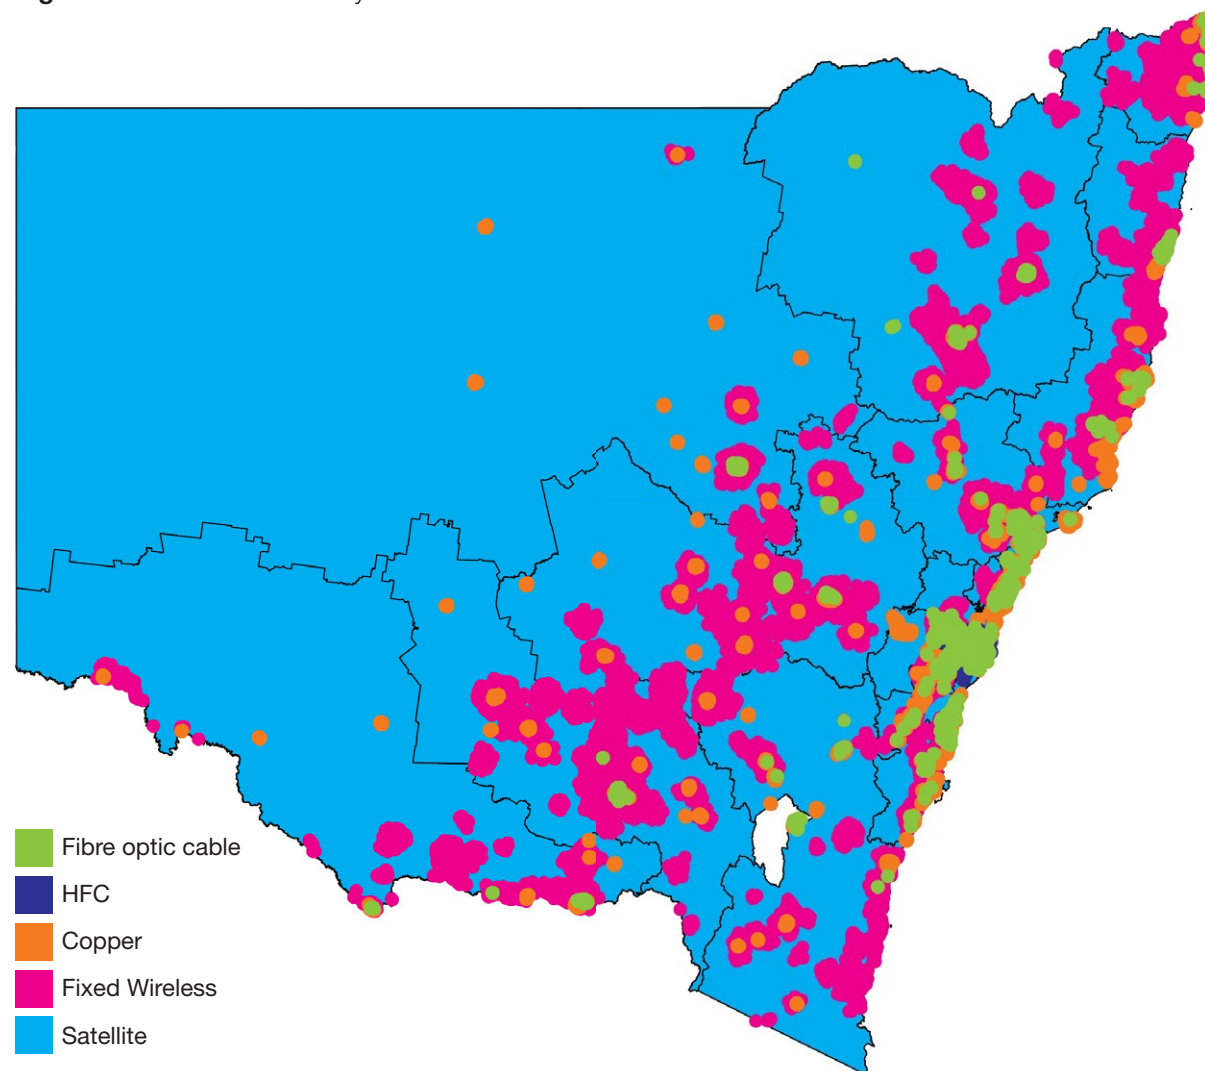 Fibre optic cable
HFC
Copper
Fixed Wireless
Satellite